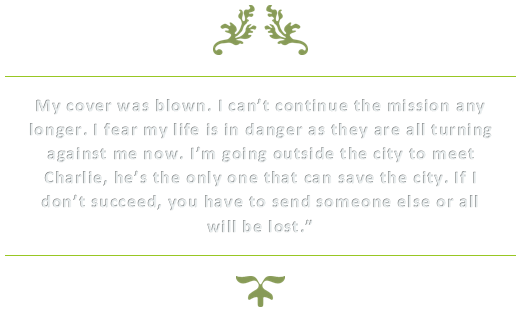 My cover was blown. I can’t continue the mission any
longer. I fear my life is in danger as they are all turning
against me now. I’m going outside the city to meet
Charlie, he’s the only one that can save the city. If I
don’t succeed, you have to send someone else or all
will be lost.”